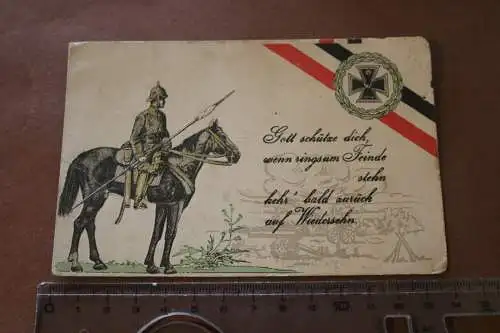 Gott schütze dich,
wenn ringsum Feinde
stehn
kehr' bald zurück
auf Wiedersehn.